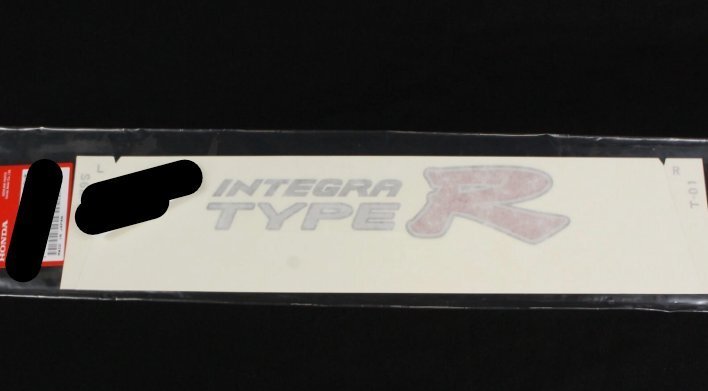 HONDA
L
INTEGRA
TYPE R
R
T-01